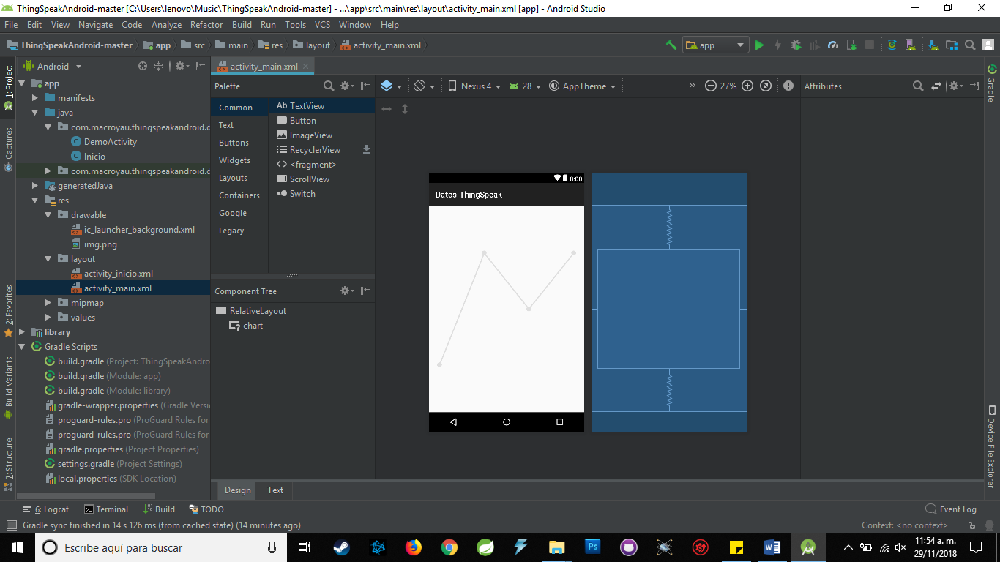 ThingSpeakAndroid-master [C:\Users\lenovo\Music\ThingSpeakAndroid-master] - ...\app\src\main\res\layout\activity_main.xml [app] - Android Studio
File Edit View Navigate Code Analyze Refactor Build Run Tools VCS Window Help
ThingSpeakAndroid-master app src main res layout activity_main.xml
app
1: Project
Captures
2: Favorites
Build Variants
7: Structure
Android
app
manifests
java
com.macroyau.thingspeakandroid.d
DemoActivity
Inicio
com.macroyau.thingspeakandroid.d
generatedJava
res
drawable
ic_launcher_background.xml
img.png
layout
activity_inicio.xml
activity_main.xml
mipmap
values
library
Gradle Scripts
build.gradle (Project: ThingSpeakAndro
build.gradle (Module: app)
build.gradle (Module: library)
gradle-wrapper.properties (Gradle Versi
proguard-rules.pro (ProGuard Rules for
proguard-rules.pro (ProGuard Rules for
gradle.properties (Project Properties)
settings.gradle (Project Settings)
local.properties (SDK Location)
activity_main.xml
Palette
Common
Text
Buttons
Widgets
Layouts
Containers
Google
Legacy
Ab TextView
Button
ImageView
RecyclerView
<fragment>
ScrollView
Switch
Component Tree
RelativeLayout
chart
Nexus 4 28 AppTheme 27%
8:00
Datos-ThingSpeak
Attributes
Gradle
Device File Explorer
Design Text
6: Logcat Terminal Build TODO Event Log
Gradle sync finished in 14 s 126 ms (from cached state) (14 minutes ago) Context: <no context>
Escribe aquí para buscar
Ps
11:54 a. m.
29/11/2018